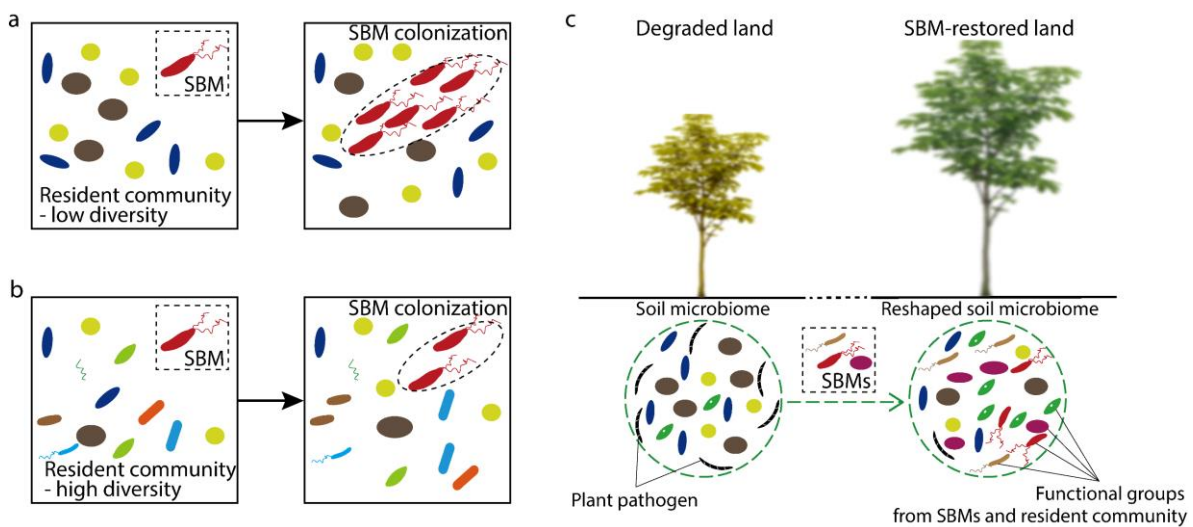 a
SBM
Resident community
- low diversity
SBM colonization
b
SBM
Resident community
- high diversity
SBM colonization
c
Degraded land
SBM-restored land
Soil microbiome
Reshaped soil microbiome
SBMs
Plant pathogen
Functional groups
from SBMs and resident community